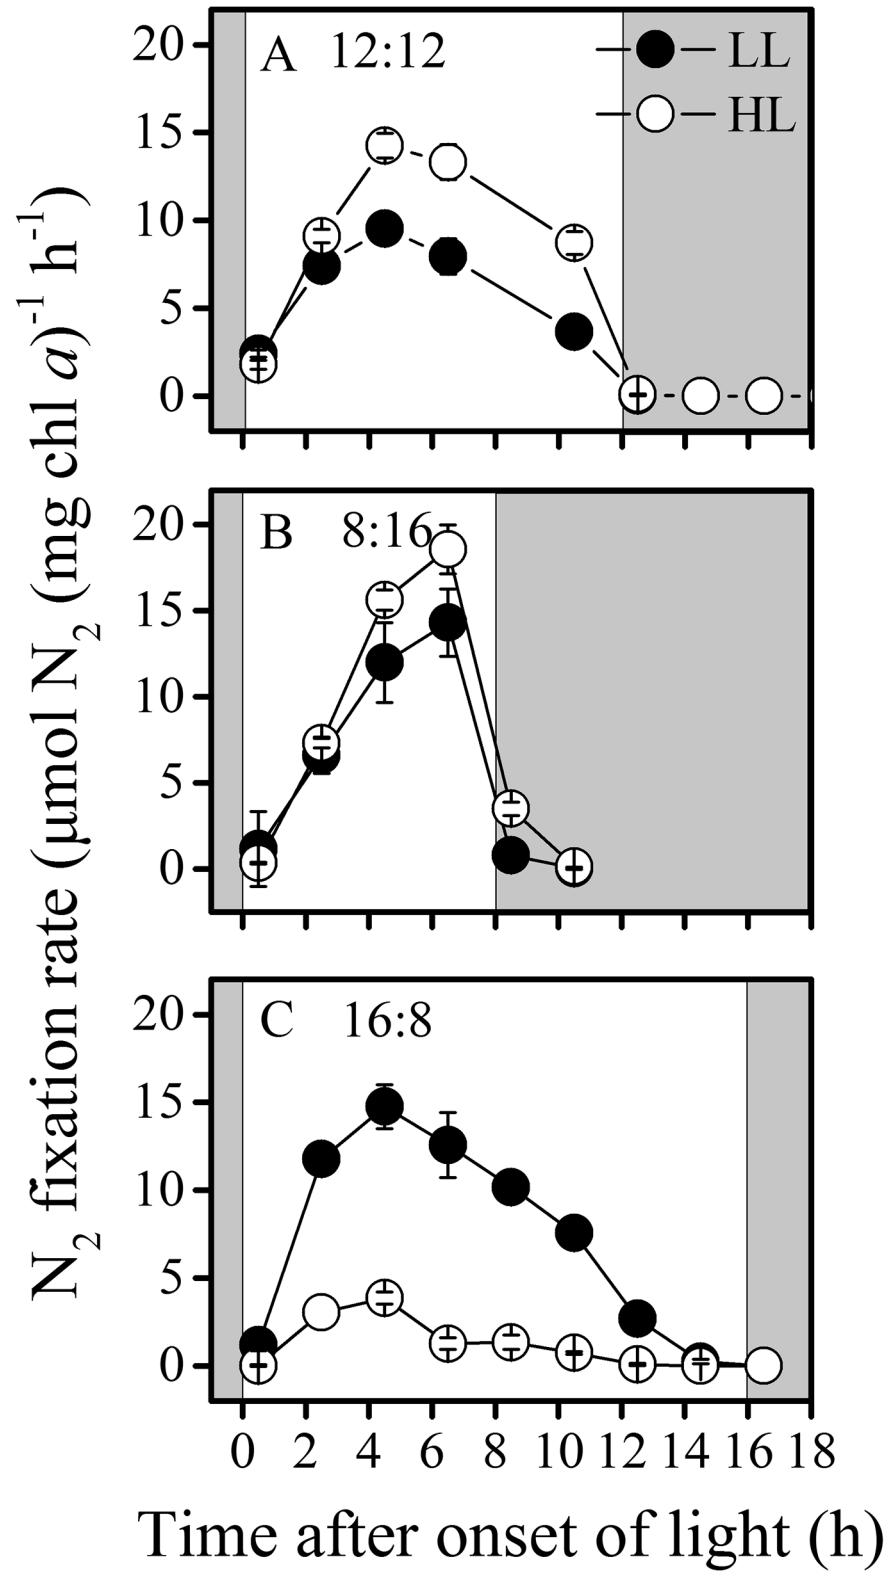 A 12:12
LL
HL
20
15
10
5
0
B 8:16
20
15
10
5
0
C 16:8
20
15
10
5
0
0 2 4 6 8 10 12 14 16 18
Time after onset of light (h)
N₂ fixation rate (μmol N₂ (mg chl a)⁻¹ h⁻¹)